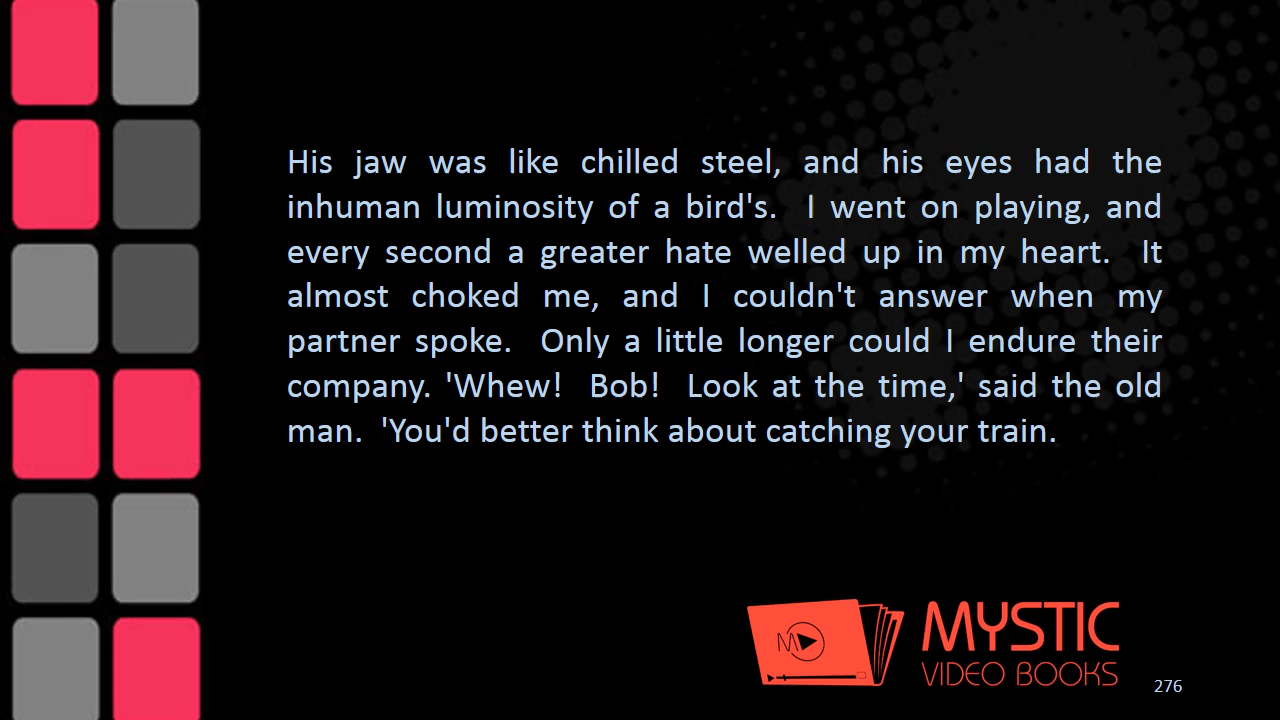 His jaw was like chilled steel, and his eyes had the
inhuman luminosity of a bird's.  I went on playing, and
every second a greater hate welled up in my heart.  It
almost choked me, and I couldn't answer when my
partner spoke.  Only a little longer could I endure their
company. 'Whew!  Bob!  Look at the time,' said the old
man.  'You'd better think about catching your train.
M
MYSTIC
VIDEO BOOKS
276